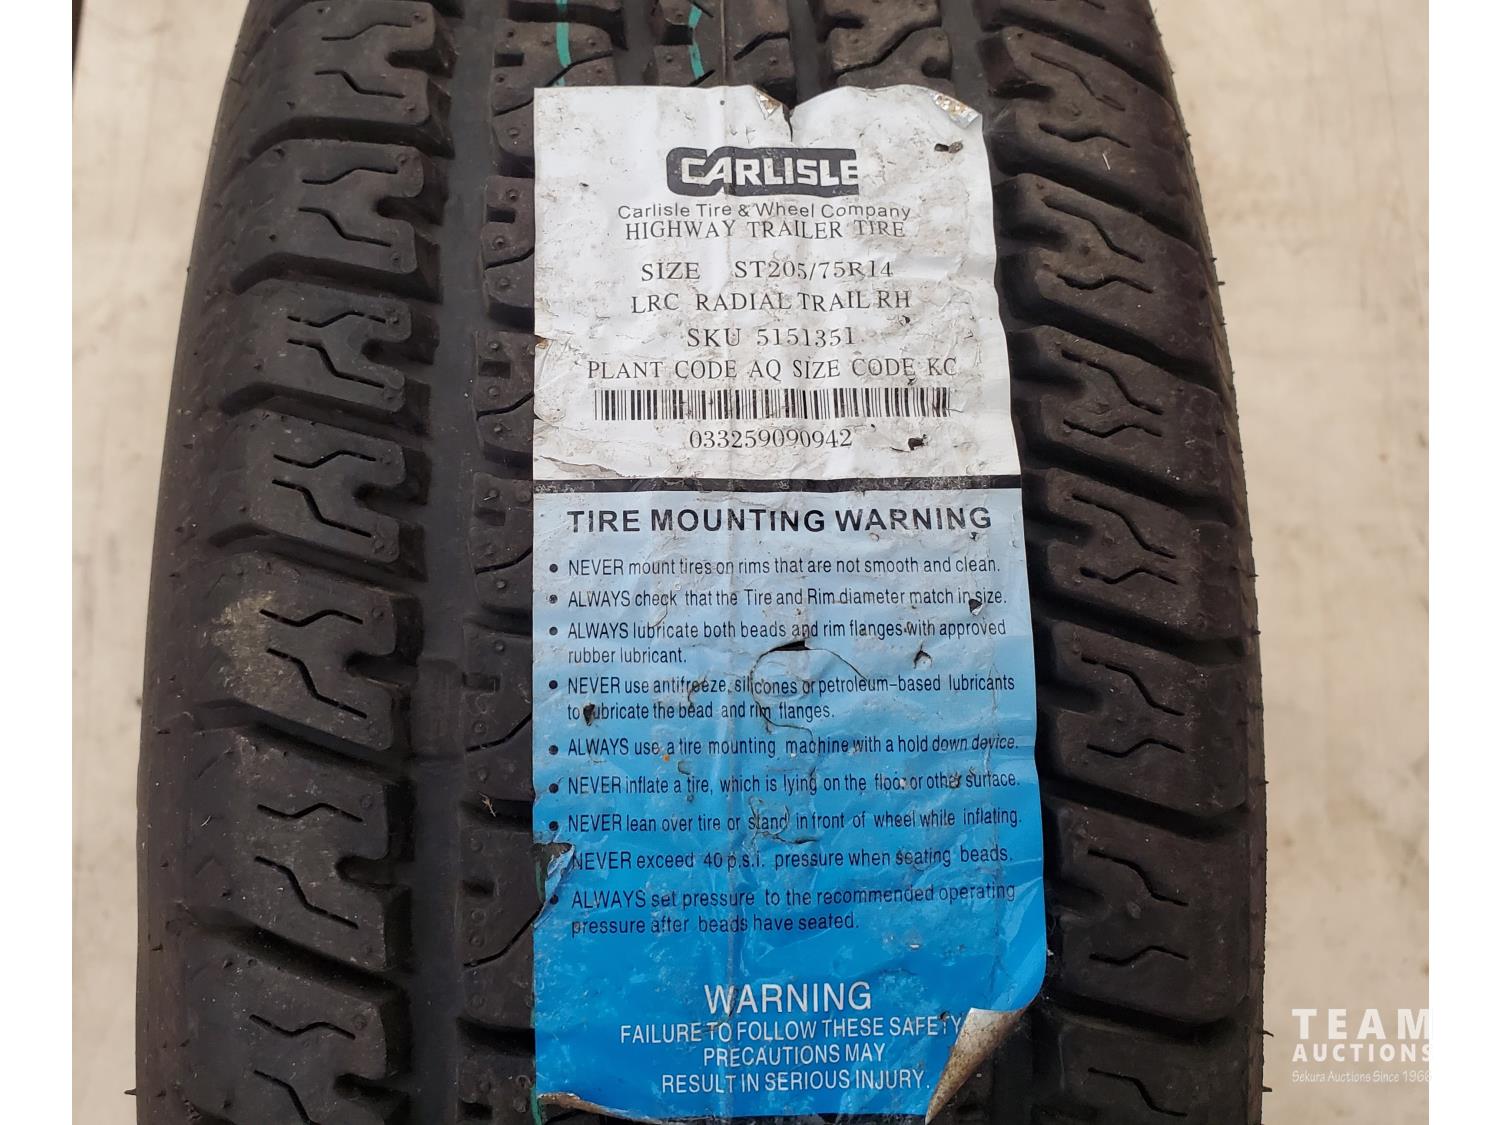 CARLISLE
Carlisle Tire & Wheel Company
HIGHWAY TRAILER TIRE
SIZE ST205/75R14
LRC RADIAL TRAIL RH
SKU 5151351
PLANT CODE AQ SIZE CODE KC
033259090942
TIRE MOUNTING WARNING
• NEVER mount tires on rims that are not smooth and clean.
• ALWAYS check that the Tire and Rim diameter match in size.
• ALWAYS lubricate both beads and rim flanges with approved
rubber lubricant.
• NEVER use antifreeze, silicones or petroleum-based lubricants
to lubricate the bead and rim flanges.
• ALWAYS use a tire mounting machine with a hold down device.
• NEVER inflate a tire, which is lying on the floor or other surface.
• NEVER lean over tire or stand in front of wheel while inflating.
NEVER exceed 40 p.s.i. pressure when seating beads.
• ALWAYS set pressure to the recommended operating
pressure after beads have seated.
WARNING
FAILURE TO FOLLOW THESE SAFETY
PRECAUTIONS MAY
RESULT IN SERIOUS INJURY.
TEAM
AUCTIONS
Sekura Auctions Since 1966